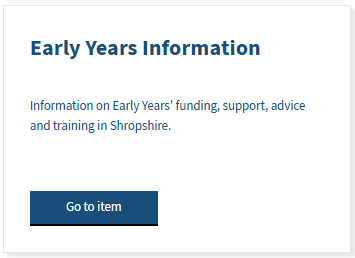 Early Years Information
Information on Early Years' funding, support, advice
and training in Shropshire.
Go to item